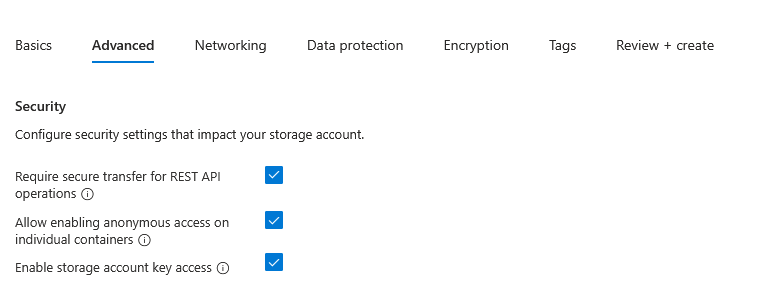 Basics Advanced Networking Data protection Encryption Tags Review + create
Security
Configure security settings that impact your storage account.
Require secure transfer for REST API
operations
Allow enabling anonymous access on
individual containers
Enable storage account key access